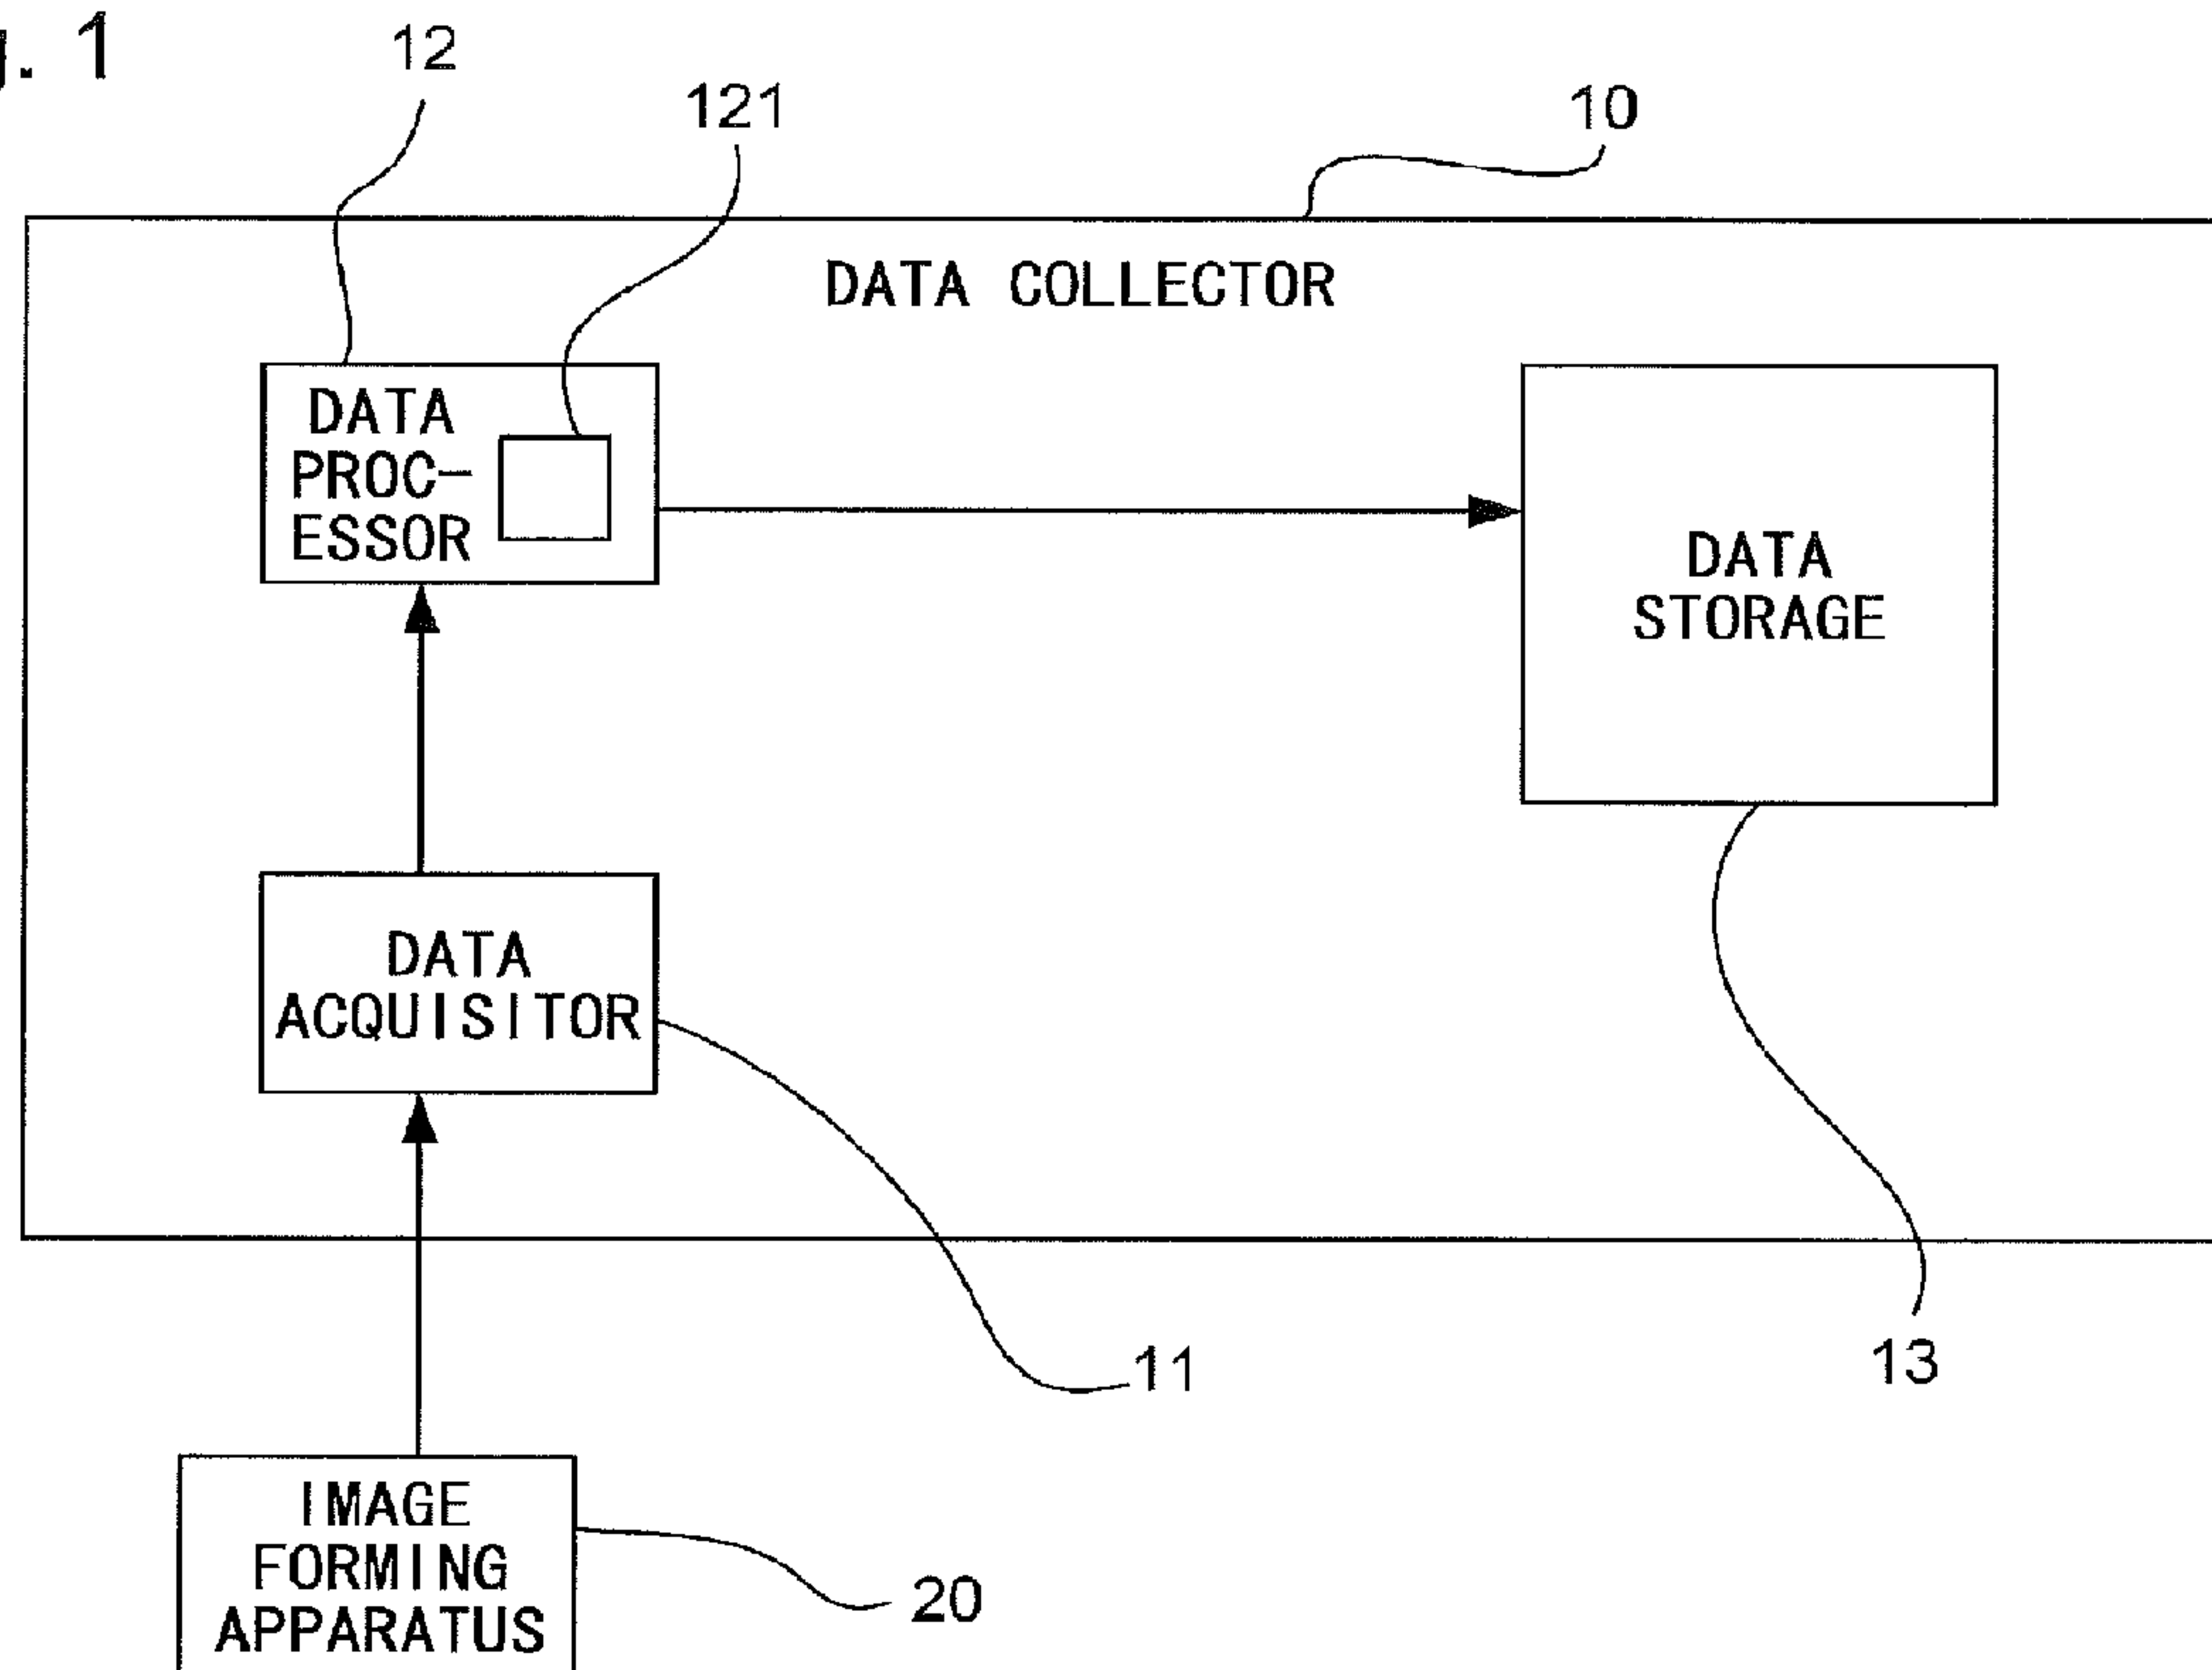 g. 1
12
121
10
DATA COLLECTOR
DATA
PROC-
ESSOR
DATA
STORAGE
DATA
ACQUISITOR
11
13
IMAGE
FORMING
APPARATUS
20